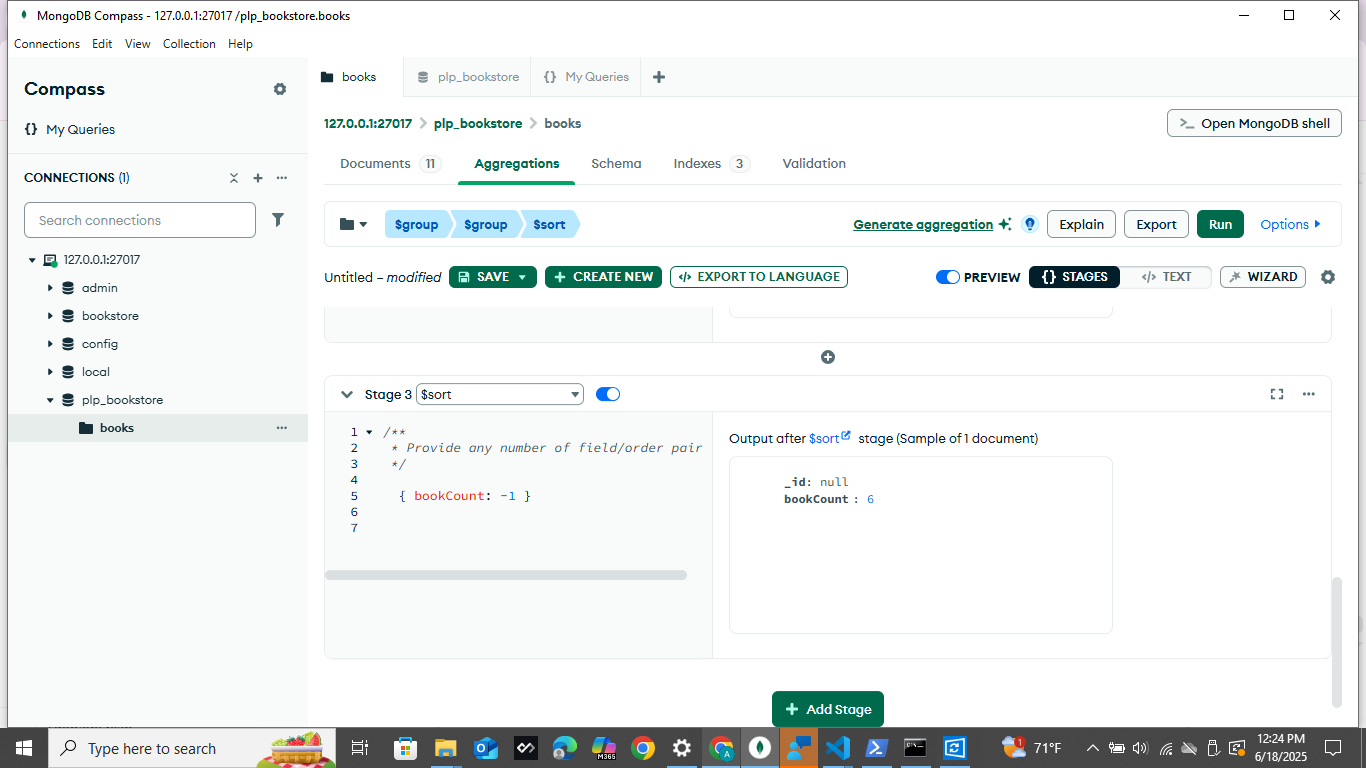 MongoDB Compass - 127.0.0.1:27017 /plp_bookstore.books
Connections Edit View Collection Help
Compass
{} My Queries
CONNECTIONS (1)
Search connections
127.0.0.1:27017
admin
bookstore
config
local
plp_bookstore
books
books plp_bookstore {} My Queries
127.0.0.1:27017 > plp_bookstore > books
>_ Open MongoDB shell
Documents 11 Aggregations Schema Indexes 3 Validation
$group $group $sort
Generate aggregation Explain Export Run Options
Untitled – modified SAVE + CREATE NEW </> EXPORT TO LANGUAGE PREVIEW {} STAGES </> TEXT WIZARD
Stage 3 $sort
1 /**
2 * Provide any number of field/order pair
3 */
4
5 { bookCount: -1 }
6
7
Output after $sort stage (Sample of 1 document)
_id: null
bookCount : 6
+ Add Stage
Type here to search
M365
A
1
71°F
12:24 PM
6/18/2025